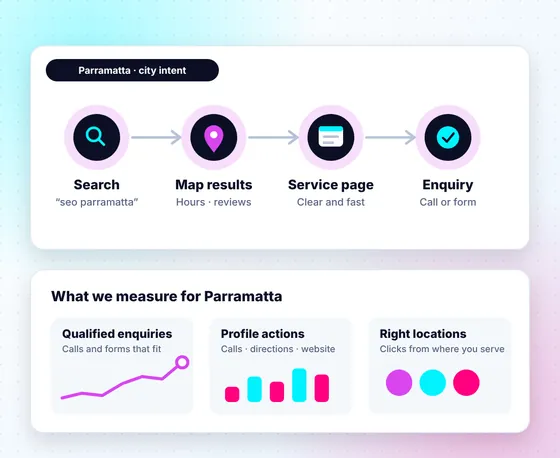 Parramatta · city intent
Search
Map results
Service page
Enquiry
“seo parramatta”
Hours · reviews
Clear and fast
Call or form
What we measure for Parramatta
Qualified enquiries
Calls and forms that fit
Profile actions
Calls · directions · website
Right locations
Clicks from where you serve